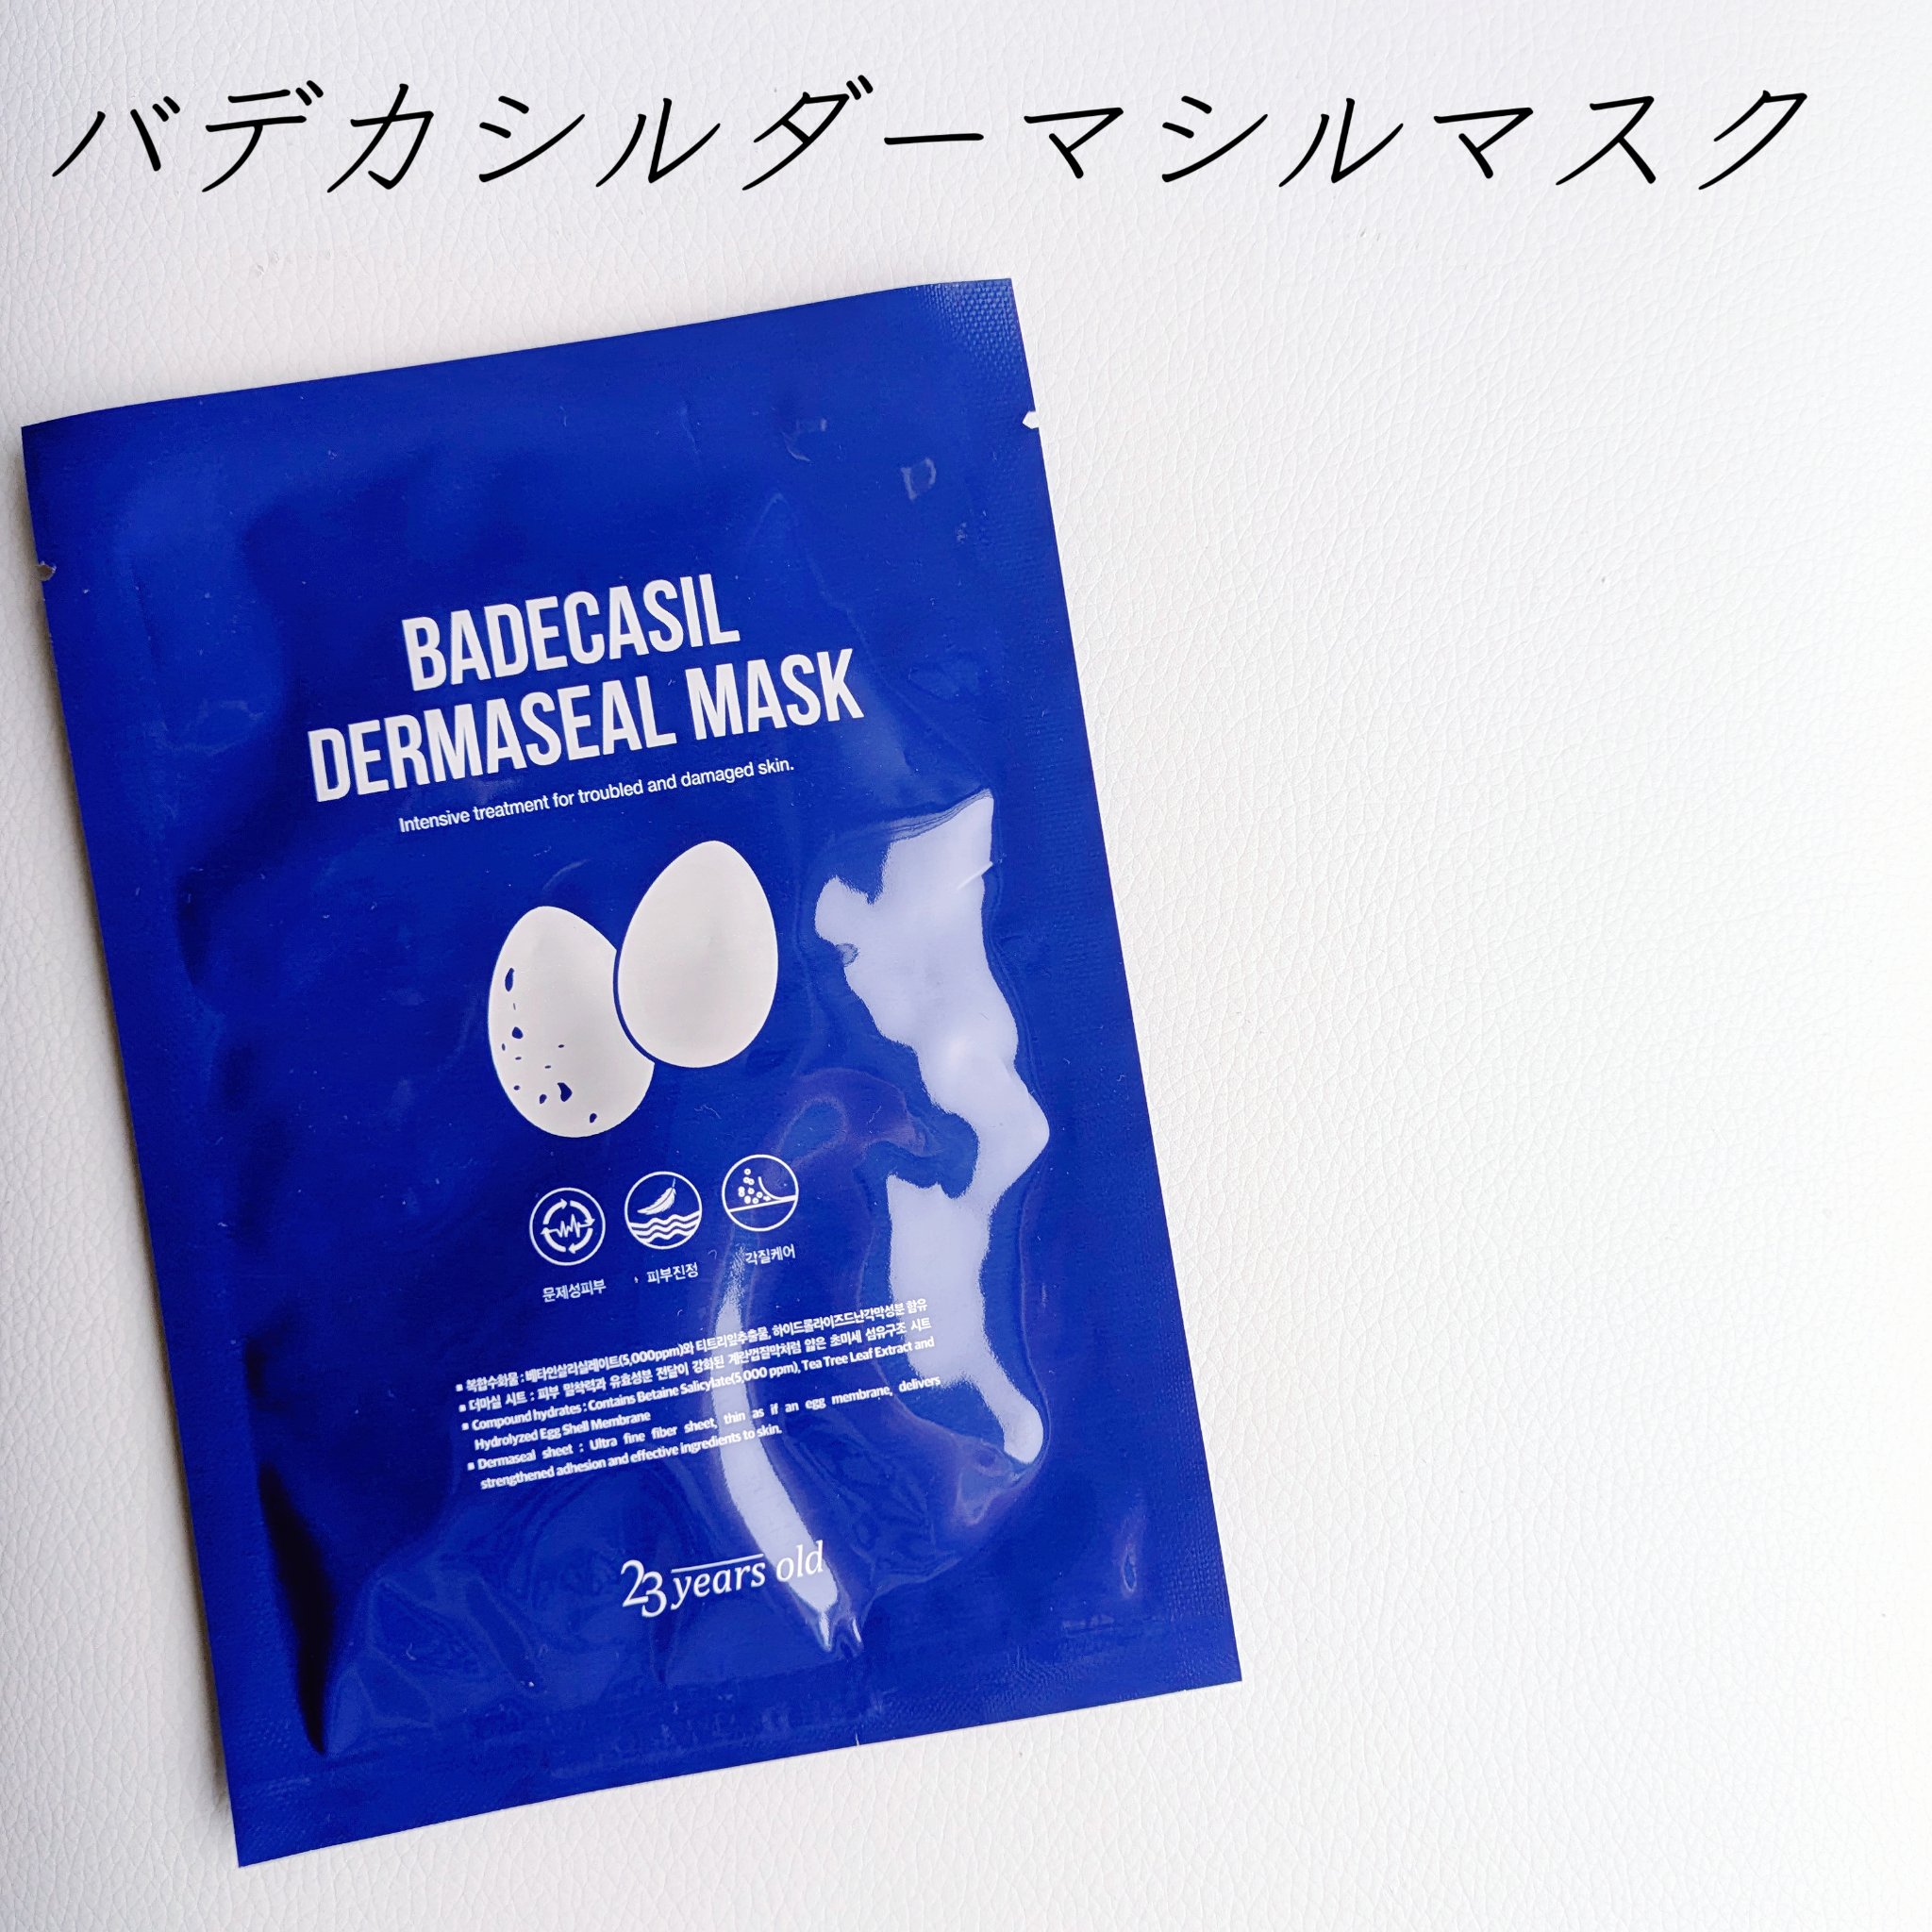 バデカシルダーマシルマスク
BADECASIL
DERMASEAL MASK
Intensive treatment for troubled and damaged skin.
문제성피부 피부진정 각질케어
▪ 복합수화물 : 베타인살리실레이트(5,000ppm)와 티트리잎추출물, 하이드롤라이즈드난각막성분 함유
▪ 더마실 시트 : 피부 밀착력과 유효성분 전달이 강화된 계란껍질막처럼 얇은 초미세 섬유구조 시트
▪ Compound hydrates : Contains Betaine Salicylate(5,000 ppm), Tea Tree Leaf Extract and
Hydrolyzed Egg Shell Membrane
▪ Dermaseal sheet : Ultra fine fiber sheet, thin as if an egg membrane, delivers
strengthened adhesion and effective ingredients to skin.
23 years old